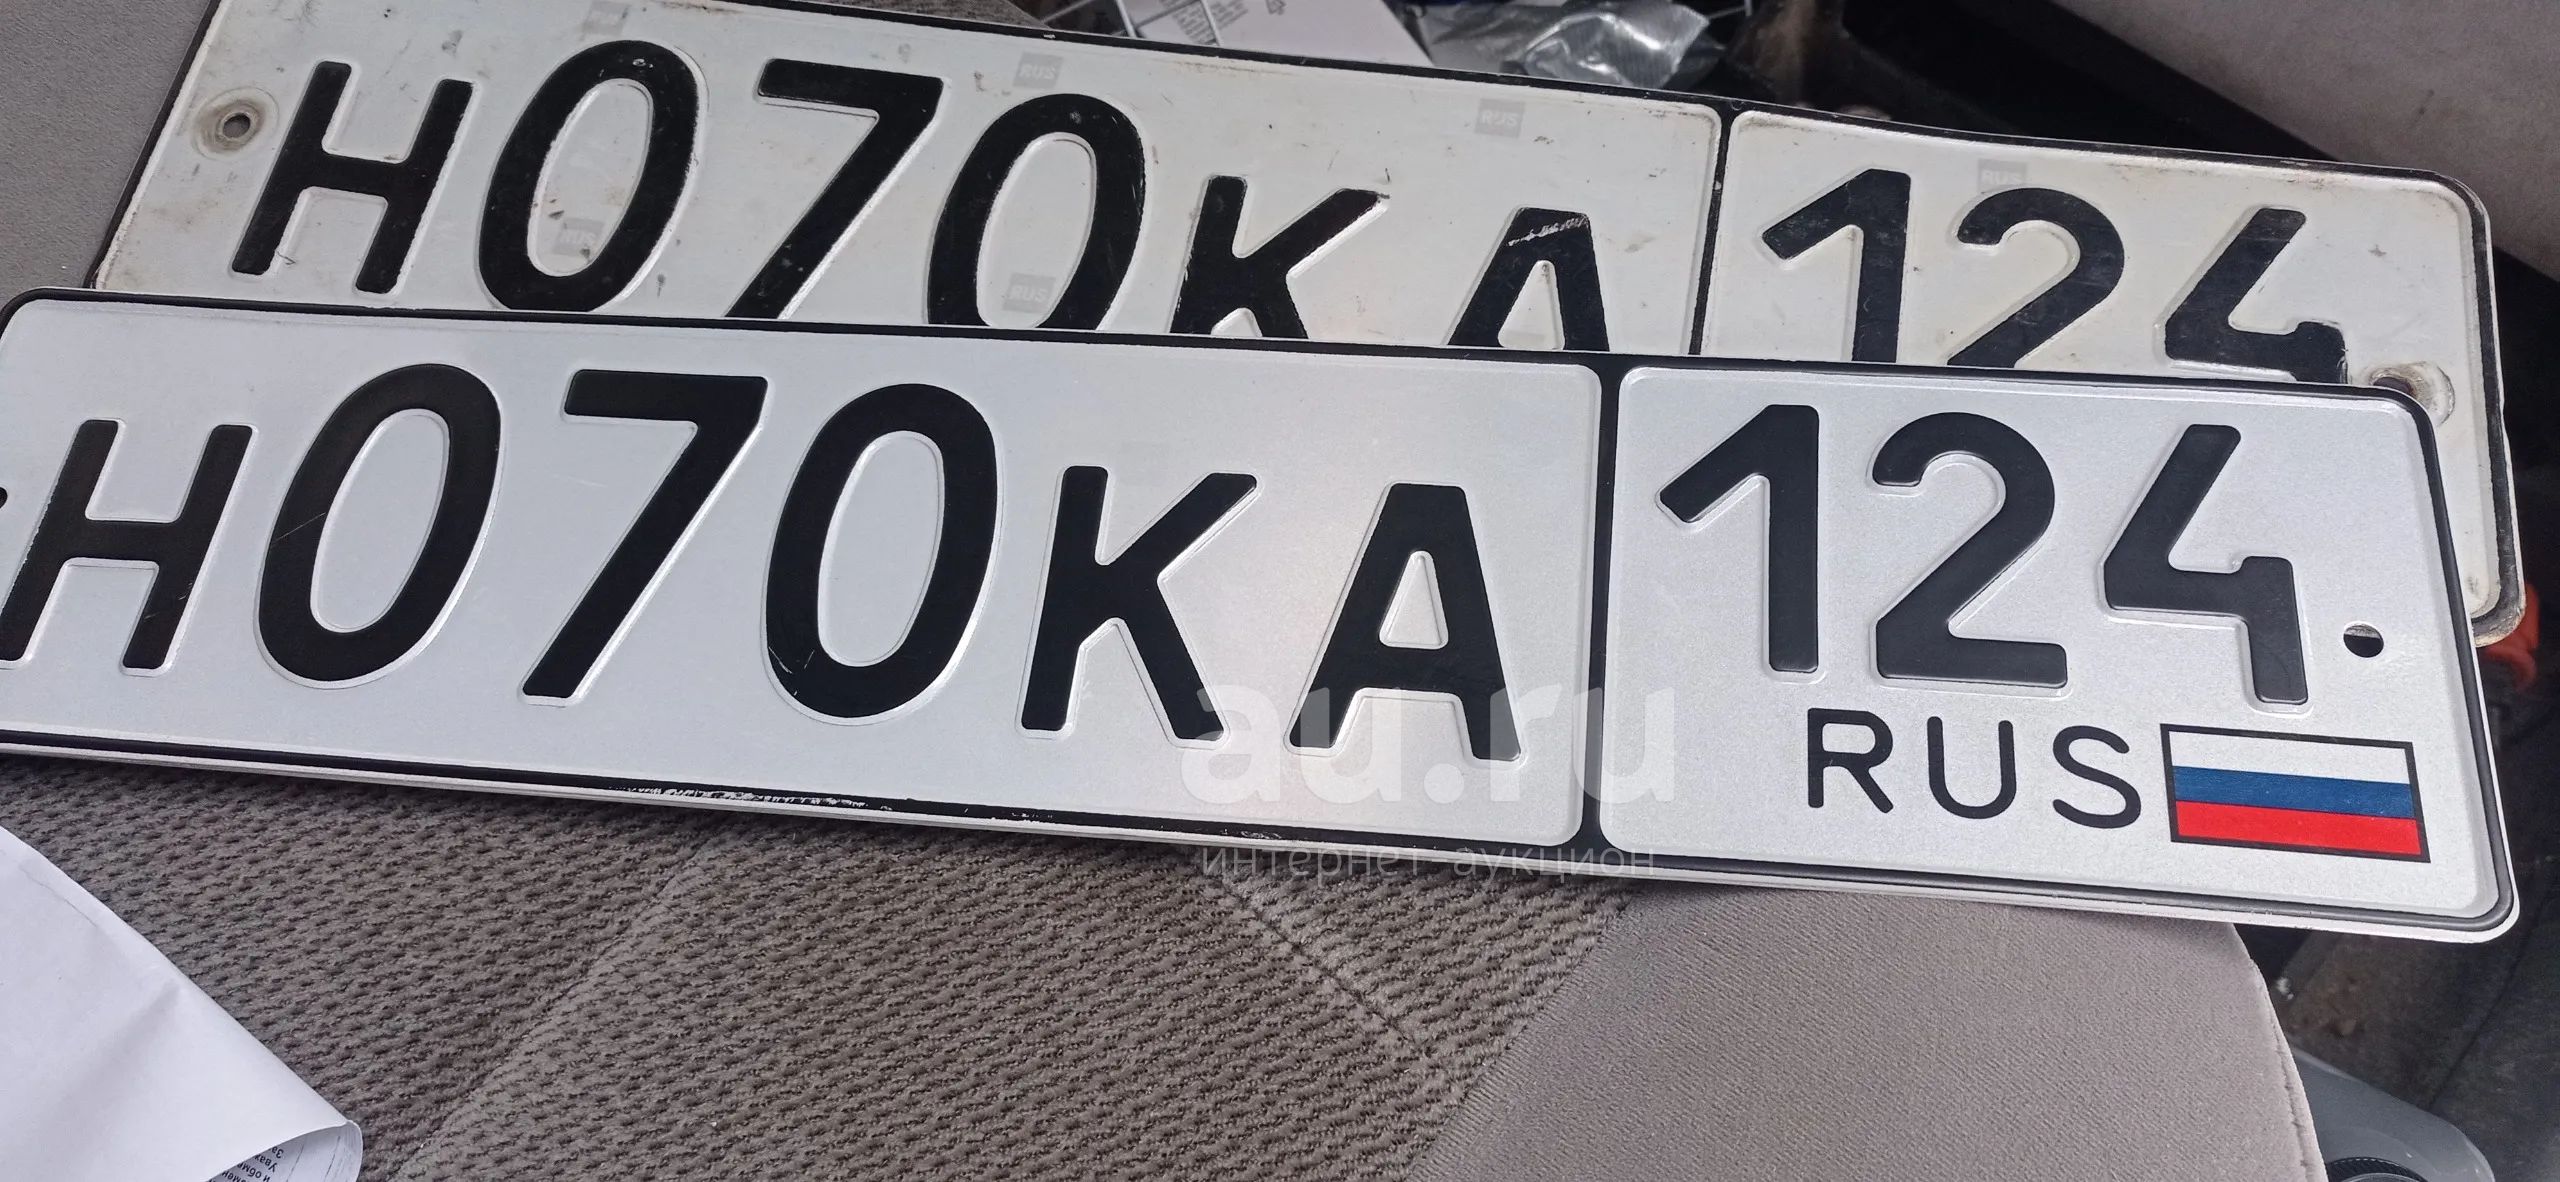 Н070КА 124
Н070КА 124
RUS
au.ru
интернет-аукцион